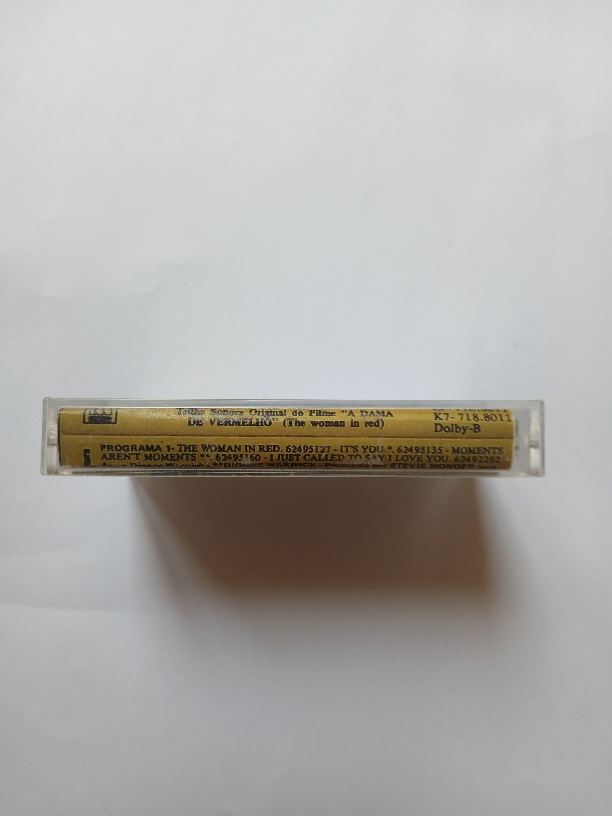 Trilha Sonora Original do Filme "A DAMA
DE VERMELHO" (The woman in red)
K7- 718.8011
Dolby-B
PROGRAMA 1- THE WOMAN IN RED. 62495127 - IT'S YOU *. 62495135 - MOMENTS
AREN'T MOMENTS **. 62495160 - I JUST CALLED TO SAY I LOVE YOU. 62492292